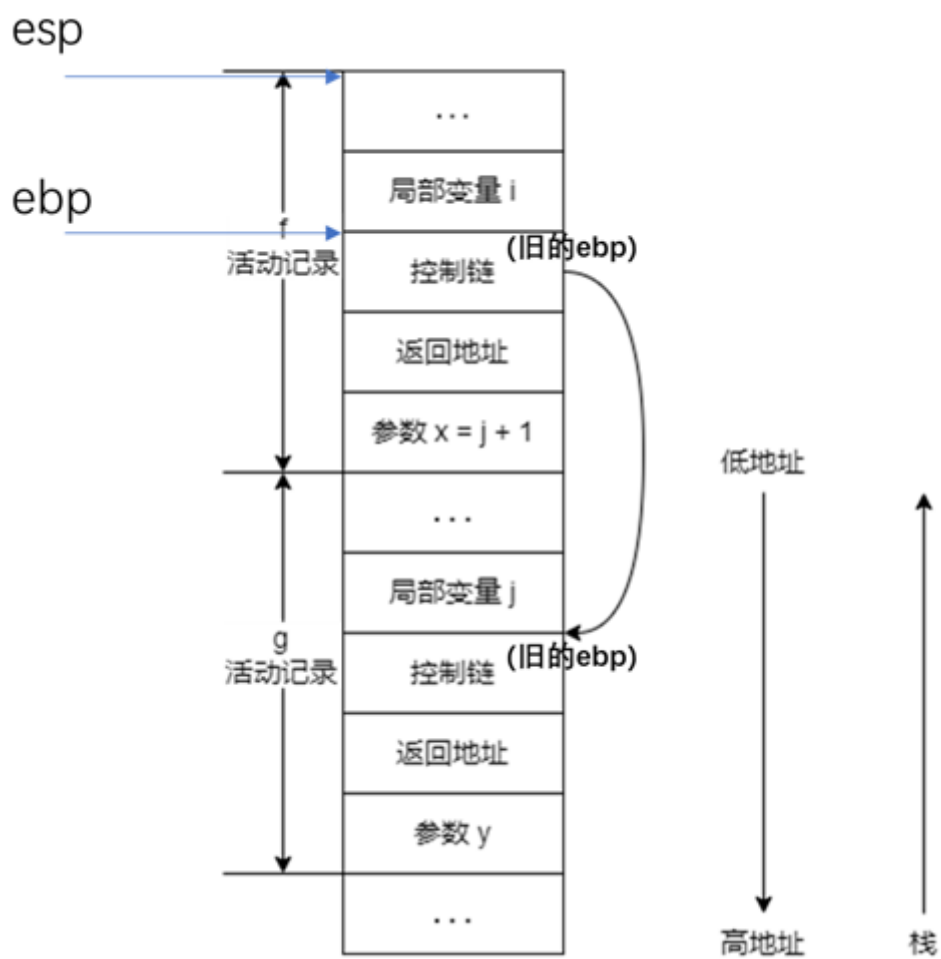 esp
...
局部变量 i
ebp
f
活动记录
(旧的ebp)
控制链
返回地址
参数 x = j + 1
低地址
...
局部变量 j
g
活动记录
(旧的ebp)
控制链
返回地址
参数 y
...
高地址
栈